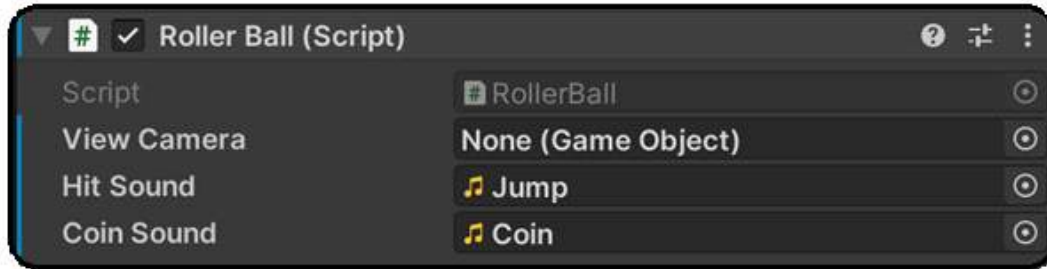 Roller Ball (Script)
Script RollerBall
View Camera None (Game Object)
Hit Sound Jump
Coin Sound Coin